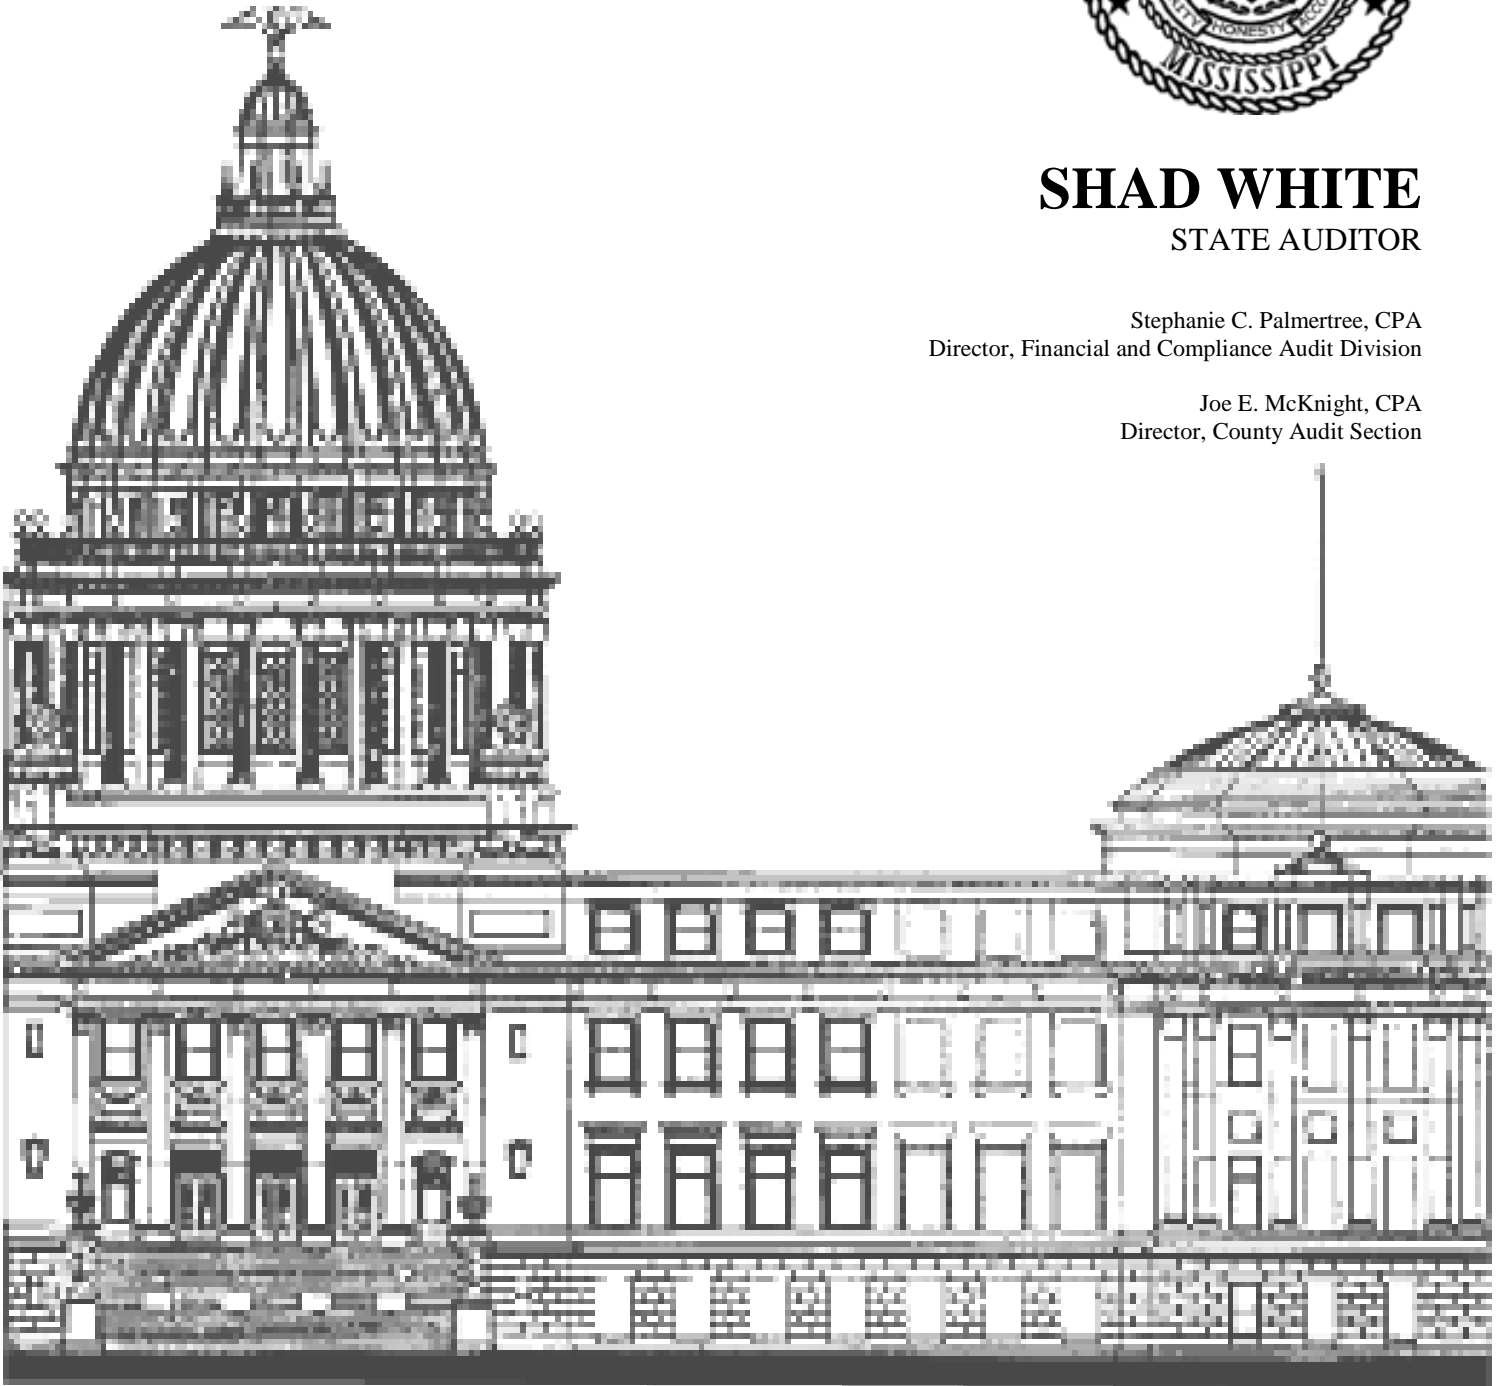 HONESTY
MISSISSIPPI
SHAD WHITE
STATE AUDITOR
Stephanie C. Palmertree, CPA
Director, Financial and Compliance Audit Division
Joe E. McKnight, CPA
Director, County Audit Section